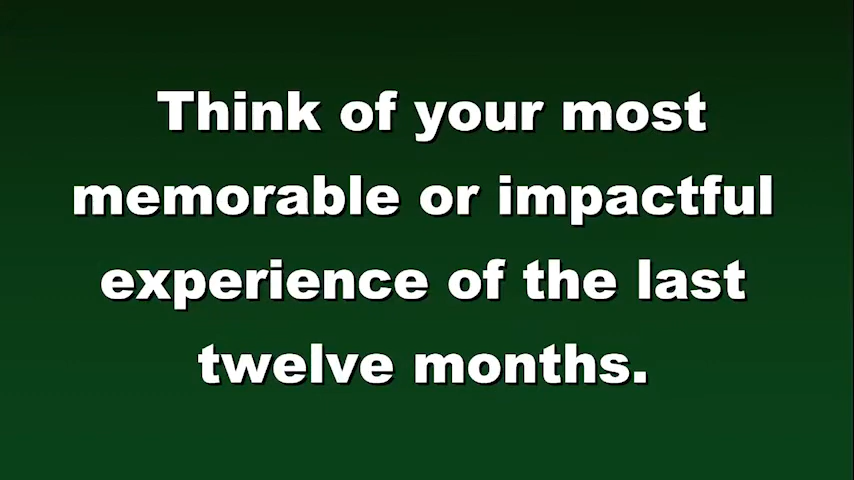 Think of your most
memorable or impactful
experience of the last
twelve months.